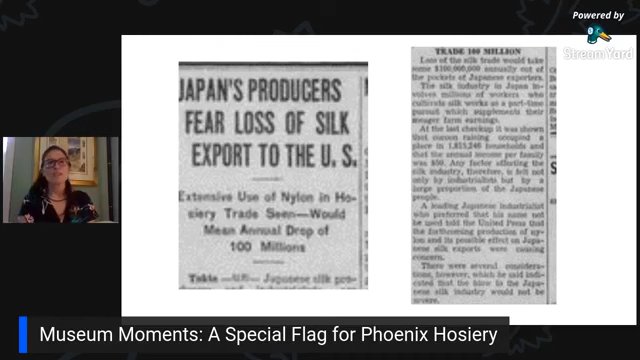 Powered by
StreamYard
JAPAN'S PRODUCERS
FEAR LOSS OF SILK
EXPORT TO THE U. S.
Extensive Use of Nylon in Ho-
siery Trade Seen—Would
Mean Annual Drop of
100 Millions
Tokio — Japanese silk pro-
TRADE 100 MILLION
Loss of the silk trade would take
some $100,000,000 annually out of
the pockets of Japanese exporters.
The silk industry in Japan in-
volves millions of workers who
cultivate silk works as a part-time
pursuit which supplements their
meager farm earnings.
At the last checkup it was shown
that cocoon raising occupied a
place in 1,815,246 households and
that the annual income per family
was $50. Any factor affecting the
silk industry, therefore, is felt not
only by industrialists but by a
large proportion of the Japanese
people.
A leading Japanese industrialist
who preferred that his name not
be used told the United Press that
the forthcoming production of ny-
lon and its possible effect on Japa-
nese silk exports were causing
concern.
There were several considera-
tions, however, which he said indi-
cated that the blow to the Japa-
nese silk industry would not be
severe.
Museum Moments: A Special Flag for Phoenix Hosiery